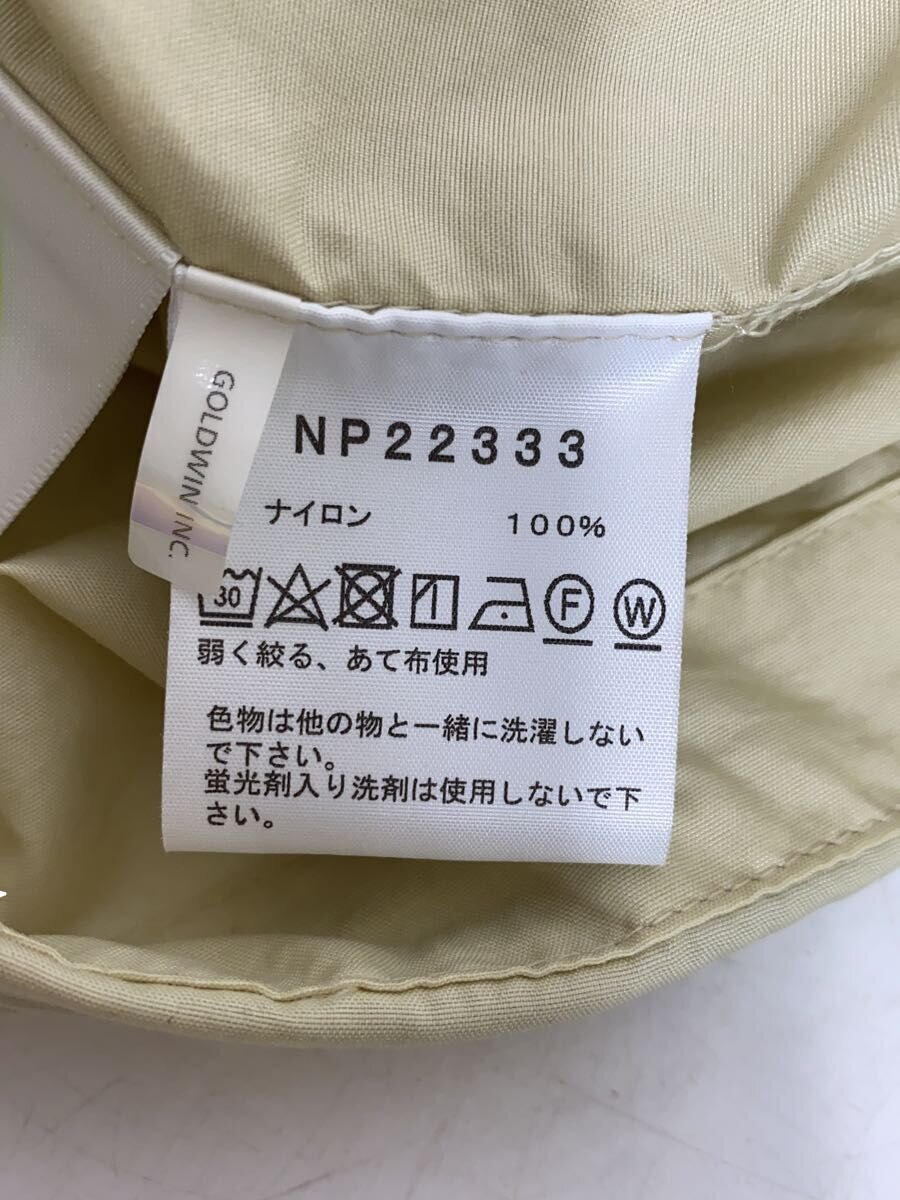 GOLDWIN INC.
NP22333
ナイロン 100%
30
F
W
弱く絞る、あて布使用
色物は他の物と一緒に洗濯しない
で下さい。
蛍光剤入り洗剤は使用しないで下
さい。